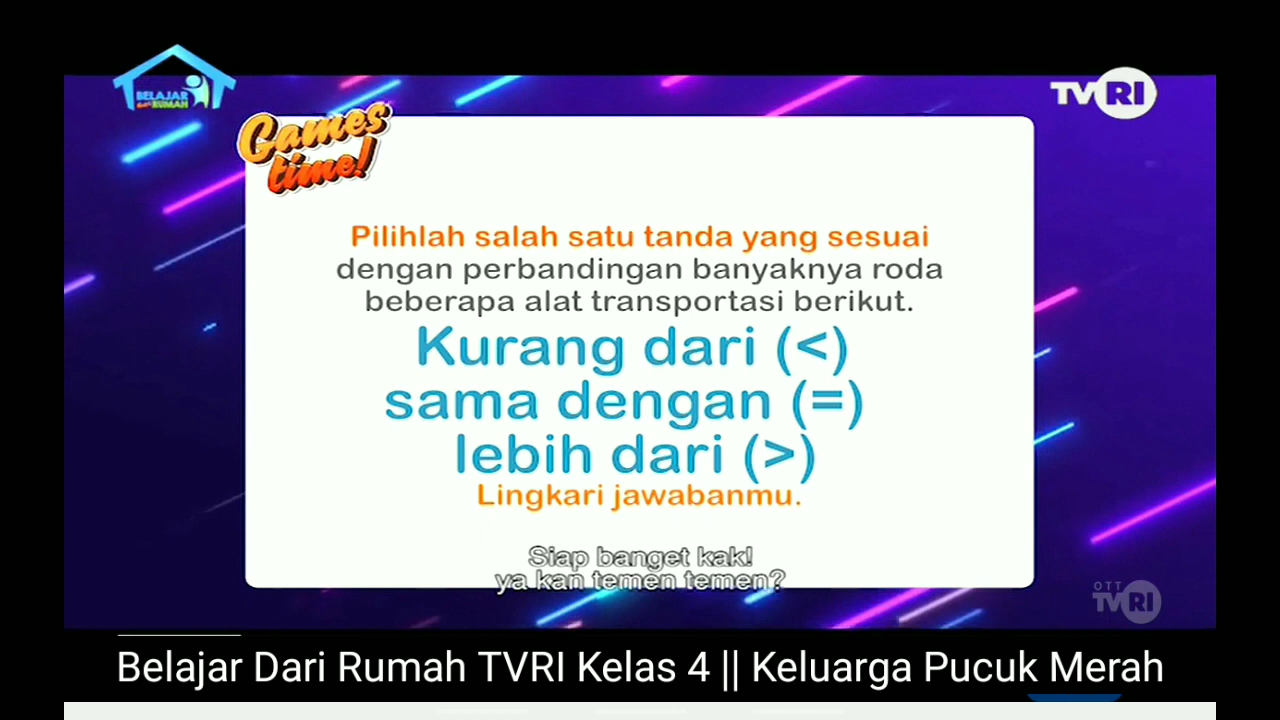 BELAJAR
dari RUMAH
TVRI
Games
time!
Pilihlah salah satu tanda yang sesuai
dengan perbandingan banyaknya roda
beberapa alat transportasi berikut.
Kurang dari (<)
sama dengan (=)
lebih dari (>)
Lingkari jawabanmu.
Siap banget kak!
ya kan temen temen?
OTT
TVRI
Belajar Dari Rumah TVRI Kelas 4 || Keluarga Pucuk Merah